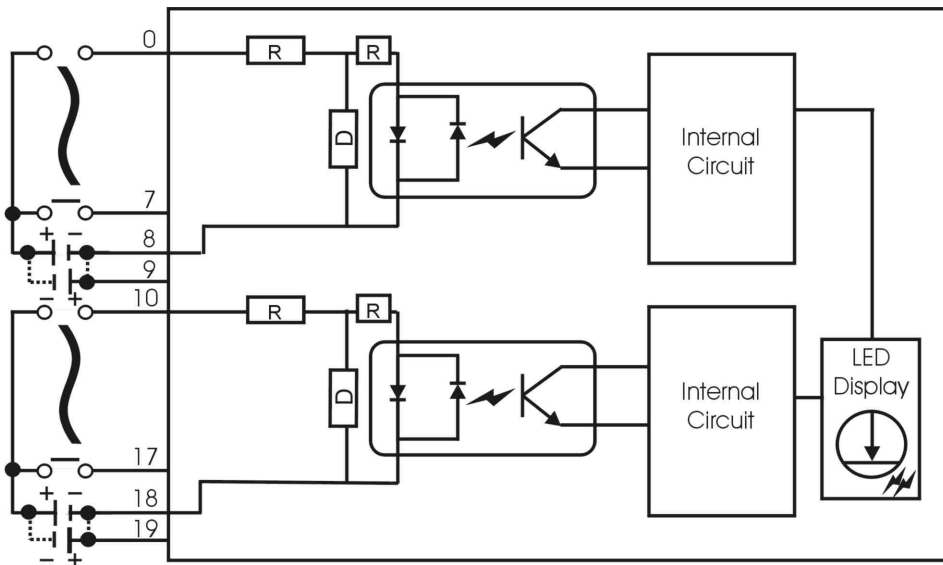 0
R
R
D
Internal
Circuit
7
+ −
8
9
− +
10
R
R
D
Internal
Circuit
LED
Display
17
+ −
18
19
− +